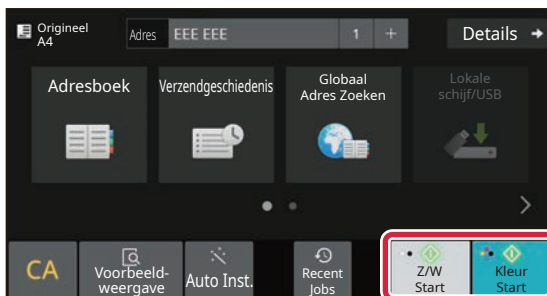 Origineel
A4
Adres EEE EEE 1 +
Details
Adresboek
Verzendgeschiedenis
Globaal
Adres Zoeken
Lokale
schijf/USB
CA
Voorbeeld-
weergave
Auto Inst.
Recent
Jobs
Z/W
Start
Kleur
Start